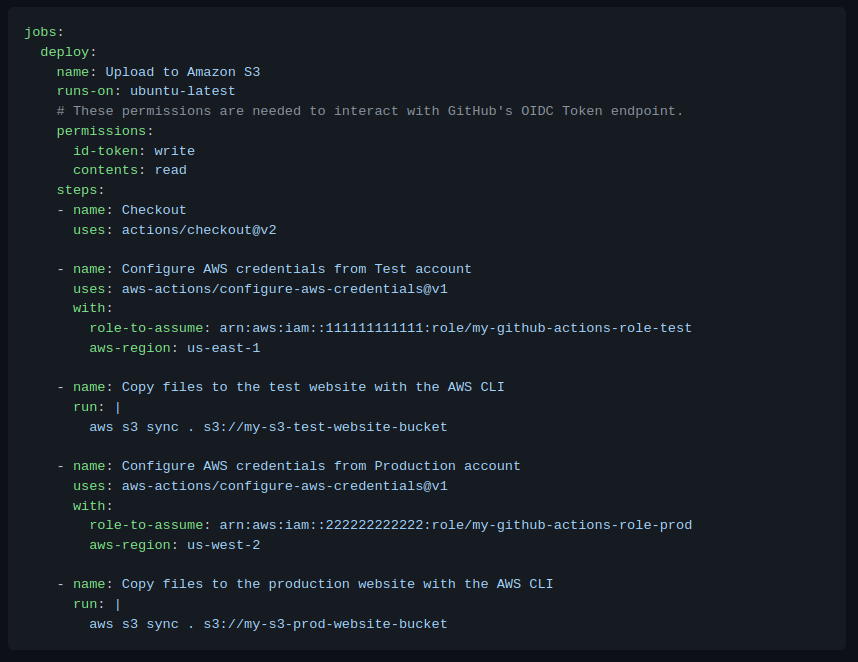 jobs:
  deploy:
    name: Upload to Amazon S3
    runs-on: ubuntu-latest
    # These permissions are needed to interact with GitHub's OIDC Token endpoint.
    permissions:
      id-token: write
      contents: read
    steps:
    - name: Checkout
      uses: actions/checkout@v2

    - name: Configure AWS credentials from Test account
      uses: aws-actions/configure-aws-credentials@v1
      with:
        role-to-assume: arn:aws:iam::111111111111:role/my-github-actions-role-test
        aws-region: us-east-1

    - name: Copy files to the test website with the AWS CLI
      run: |
        aws s3 sync . s3://my-s3-test-website-bucket

    - name: Configure AWS credentials from Production account
      uses: aws-actions/configure-aws-credentials@v1
      with:
        role-to-assume: arn:aws:iam::222222222222:role/my-github-actions-role-prod
        aws-region: us-west-2

    - name: Copy files to the production website with the AWS CLI
      run: |
        aws s3 sync . s3://my-s3-prod-website-bucket